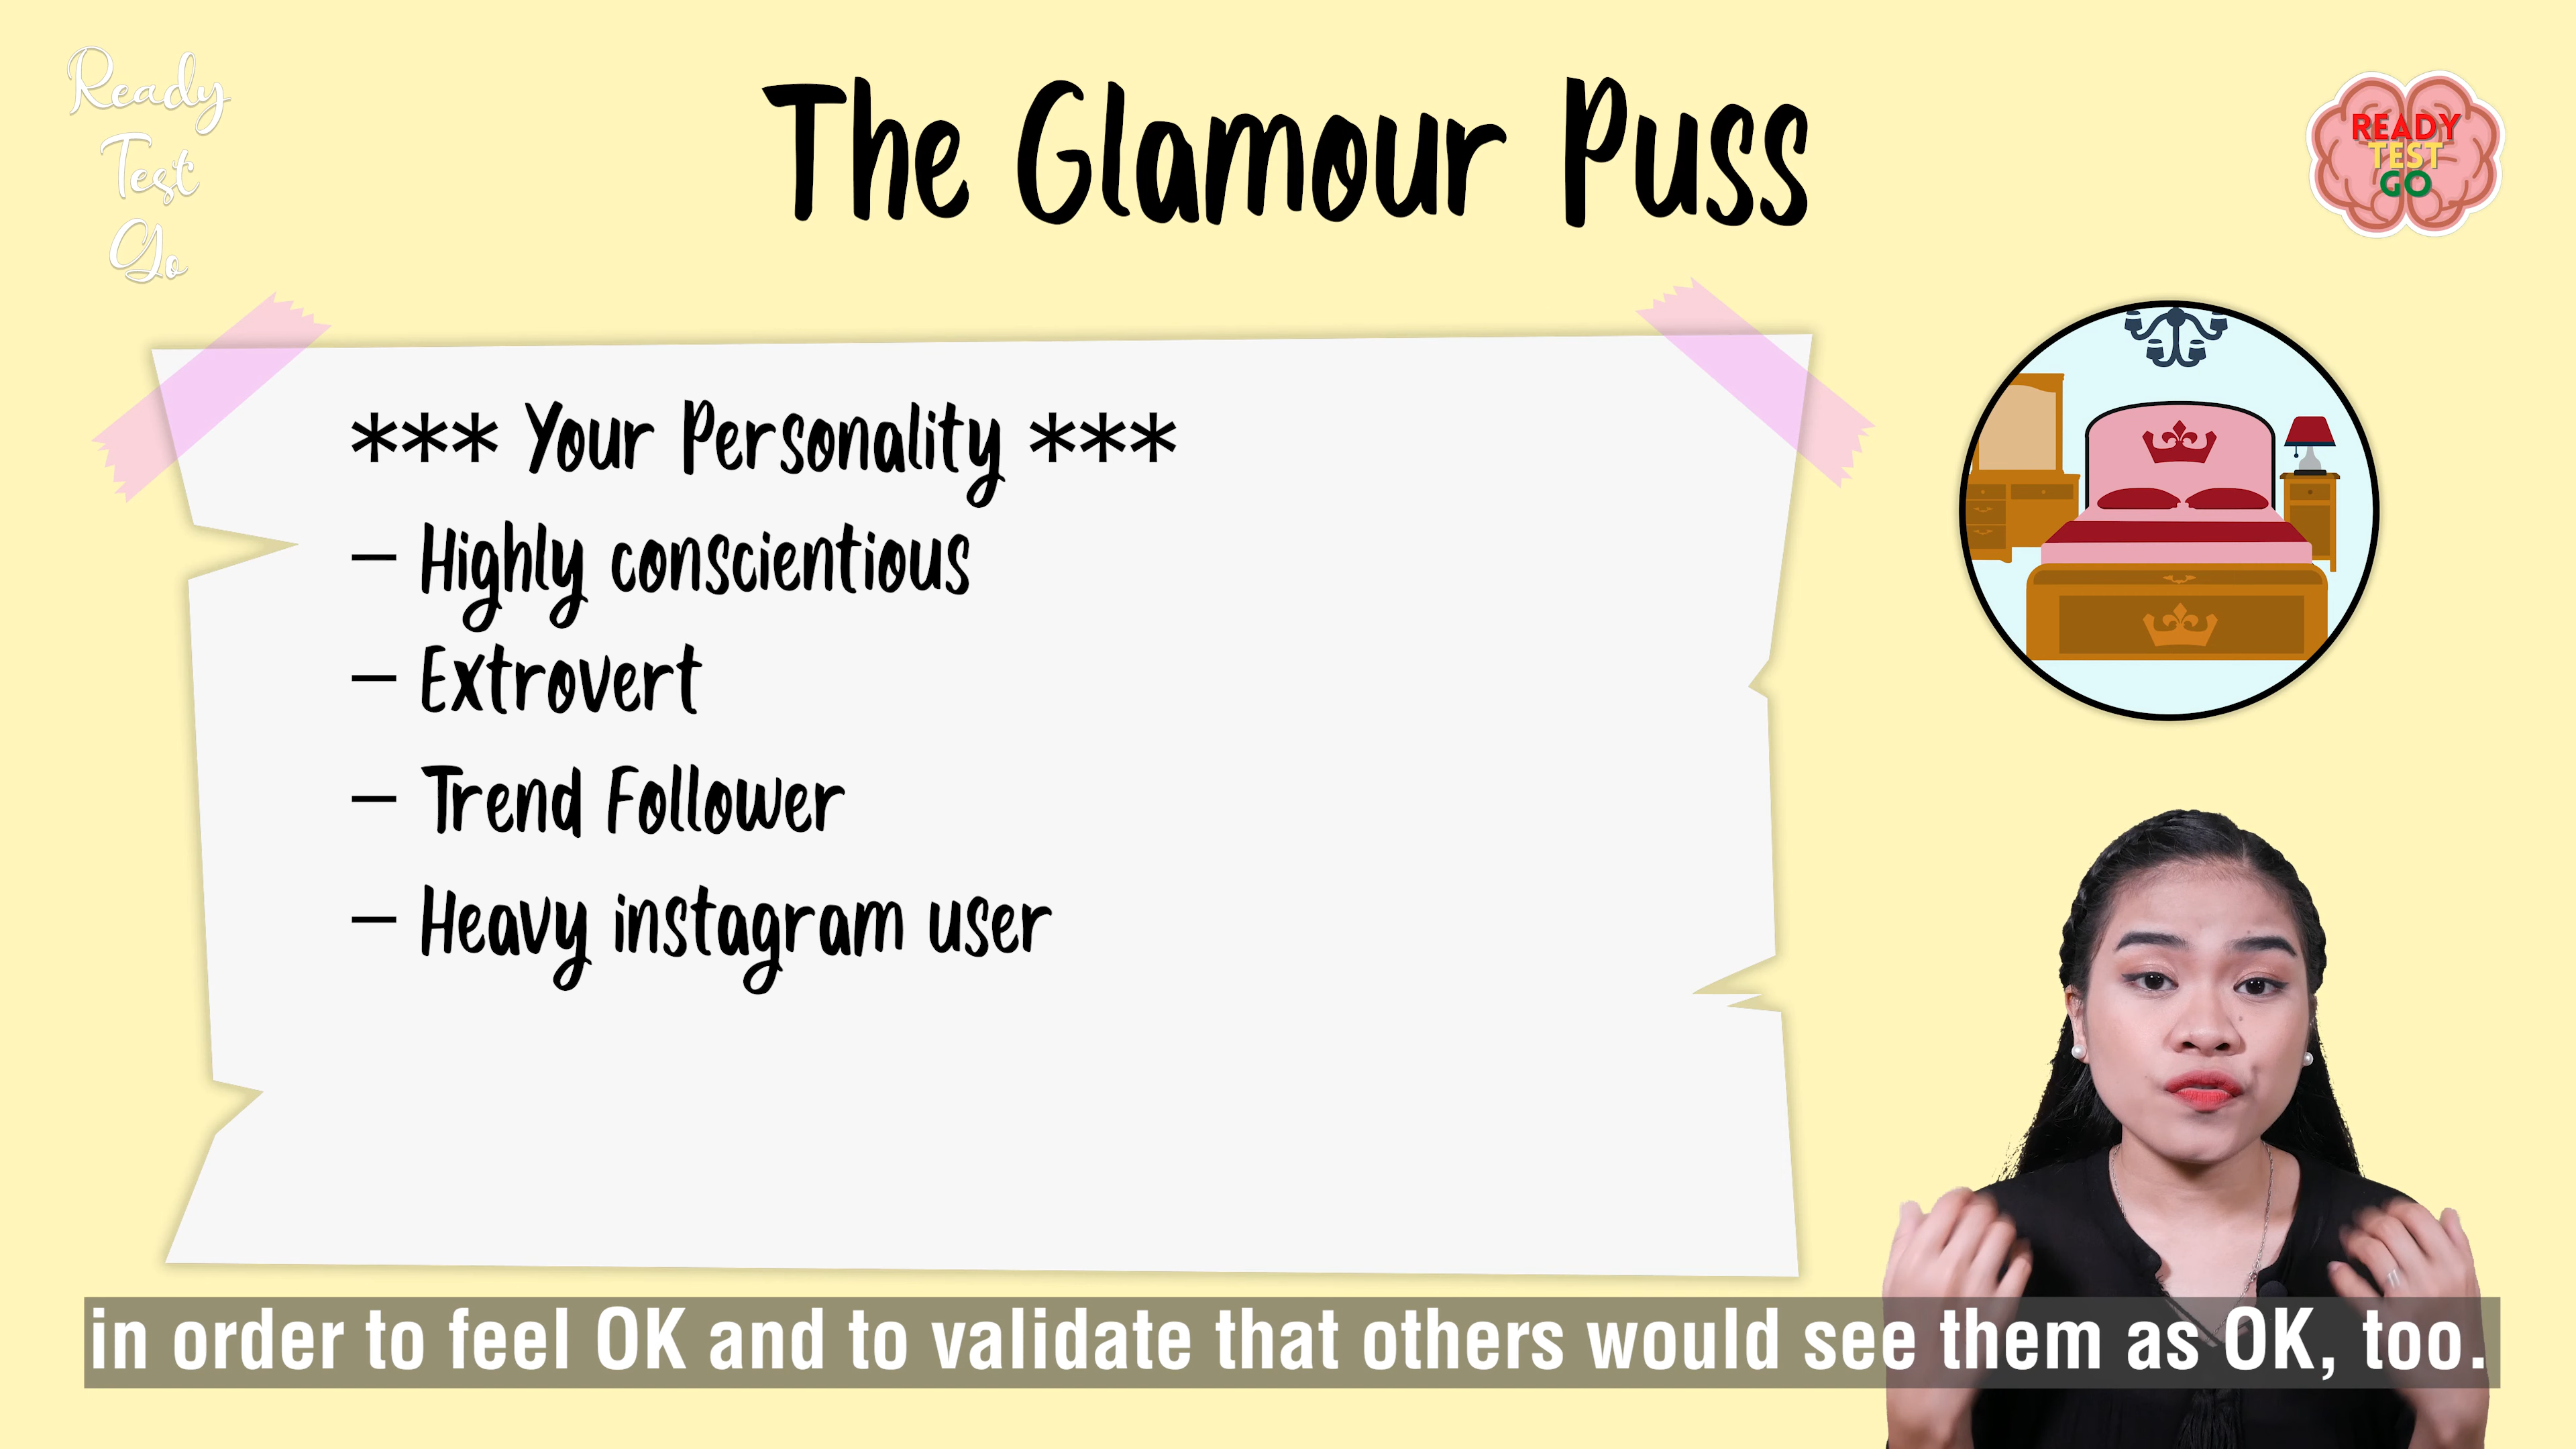 Ready
Test
Go
The Glamour Puss
READY
TEST
GO
*** Your Personality ***
- Highly conscientious
- Extrovert
- Trend Follower
- Heavy instagram user
in order to feel OK and to validate that others would see them as OK, too.